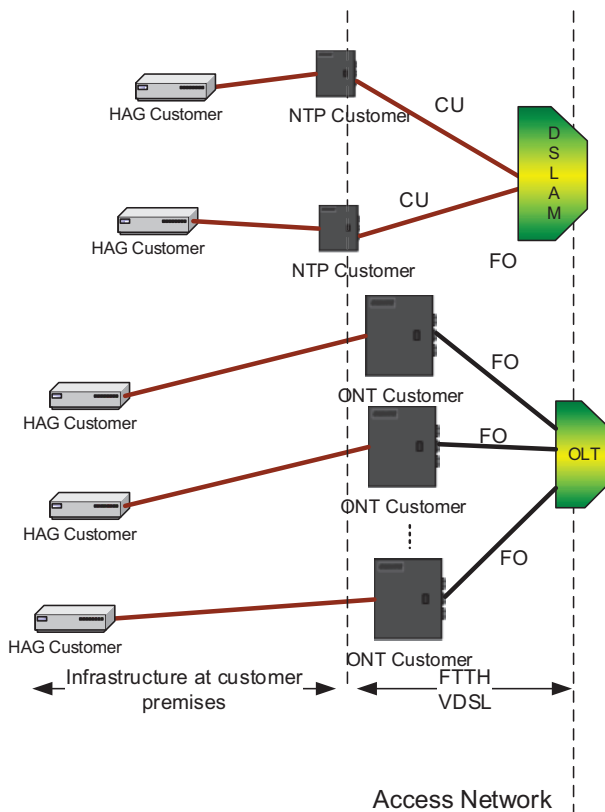 HAG Customer
NTP Customer
CU
DSLAM
HAG Customer
NTP Customer
CU
FO
HAG Customer
ONT Customer
FO
OLT
HAG Customer
ONT Customer
FO
HAG Customer
ONT Customer
FO
Infrastructure at customer
premises
FTTH
VDSL
Access Network